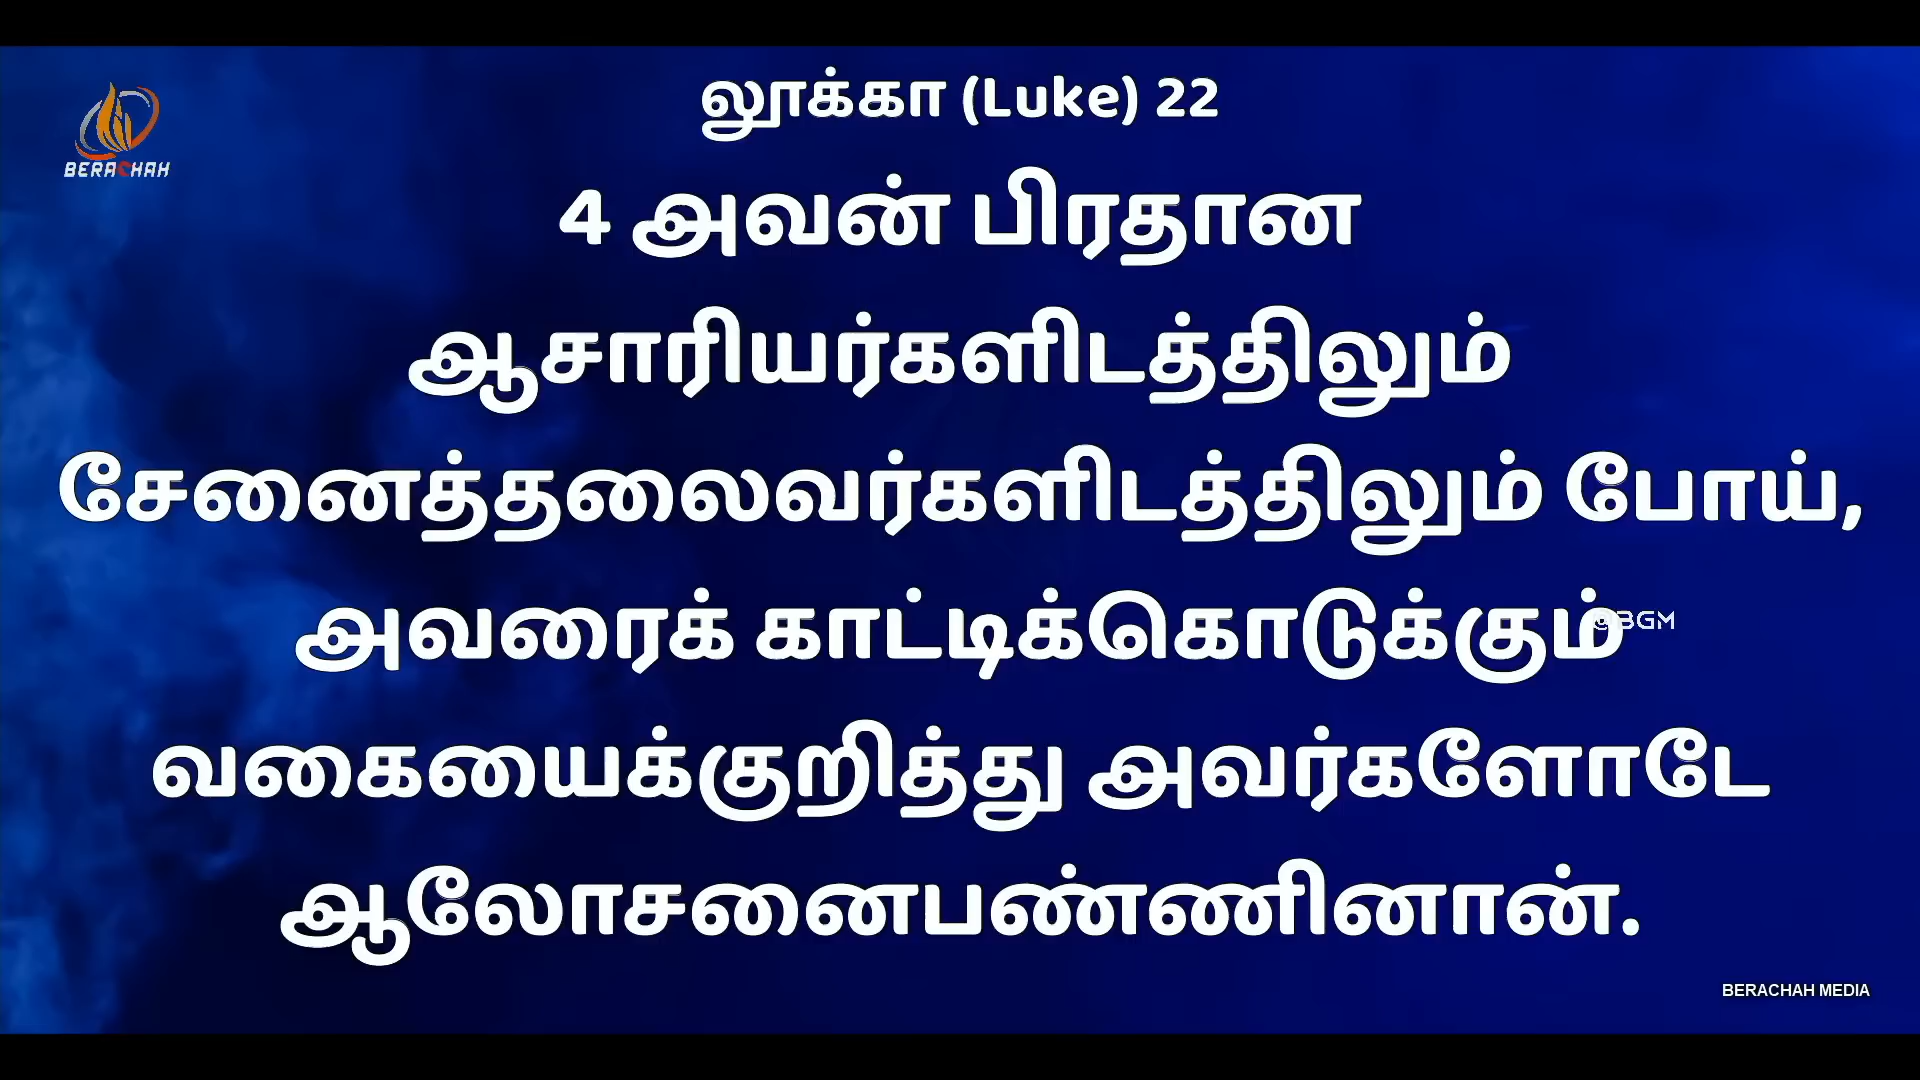 லூக்கா (Luke) 22
BERACHAH
4 அவன் பிரதான
ஆசாரியர்களிடத்திலும்
சேனைத்தலைவர்களிடத்திலும் போய்,
அவரைக் காட்டிக்கொடுக்கும்
@BGM
வகையைக்குறித்து அவர்களோடே
ஆலோசனைபண்ணினான்.
BERACHAH MEDIA